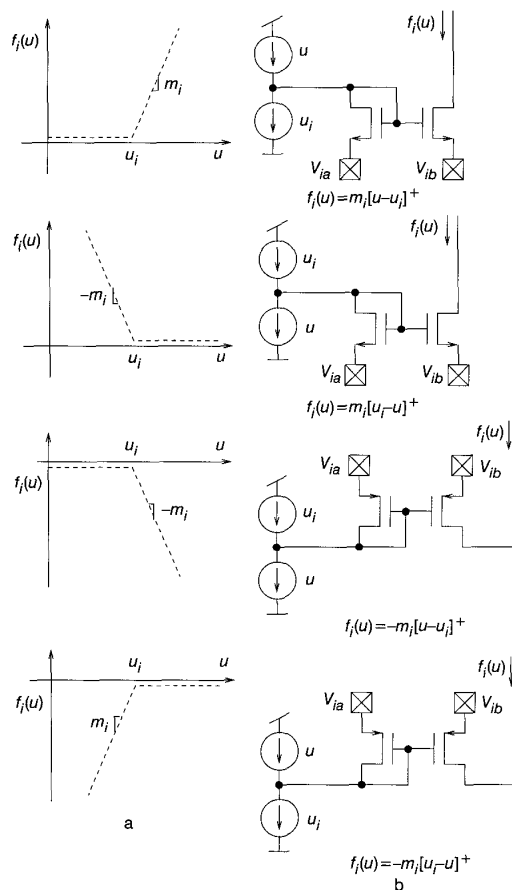 f_i(u)
m_i
u_i
u
u
u_i
f_i(u)
V_ia
V_ib
f_i(u)=m_i[u–u_i]^+
f_i(u)
–m_i
u_i
u
u_i
u
f_i(u)
V_ia
V_ib
f_i(u)=m_i[u_i–u]^+
u_i
u
f_i(u)
–m_i
u_i
u
f_i(u)
V_ia
V_ib
f_i(u)=–m_i[u–u_i]^+
u_i
u
f_i(u)
m_i
a
u
u_i
f_i(u)
V_ia
V_ib
f_i(u)=–m_i[u_i–u]^+
b